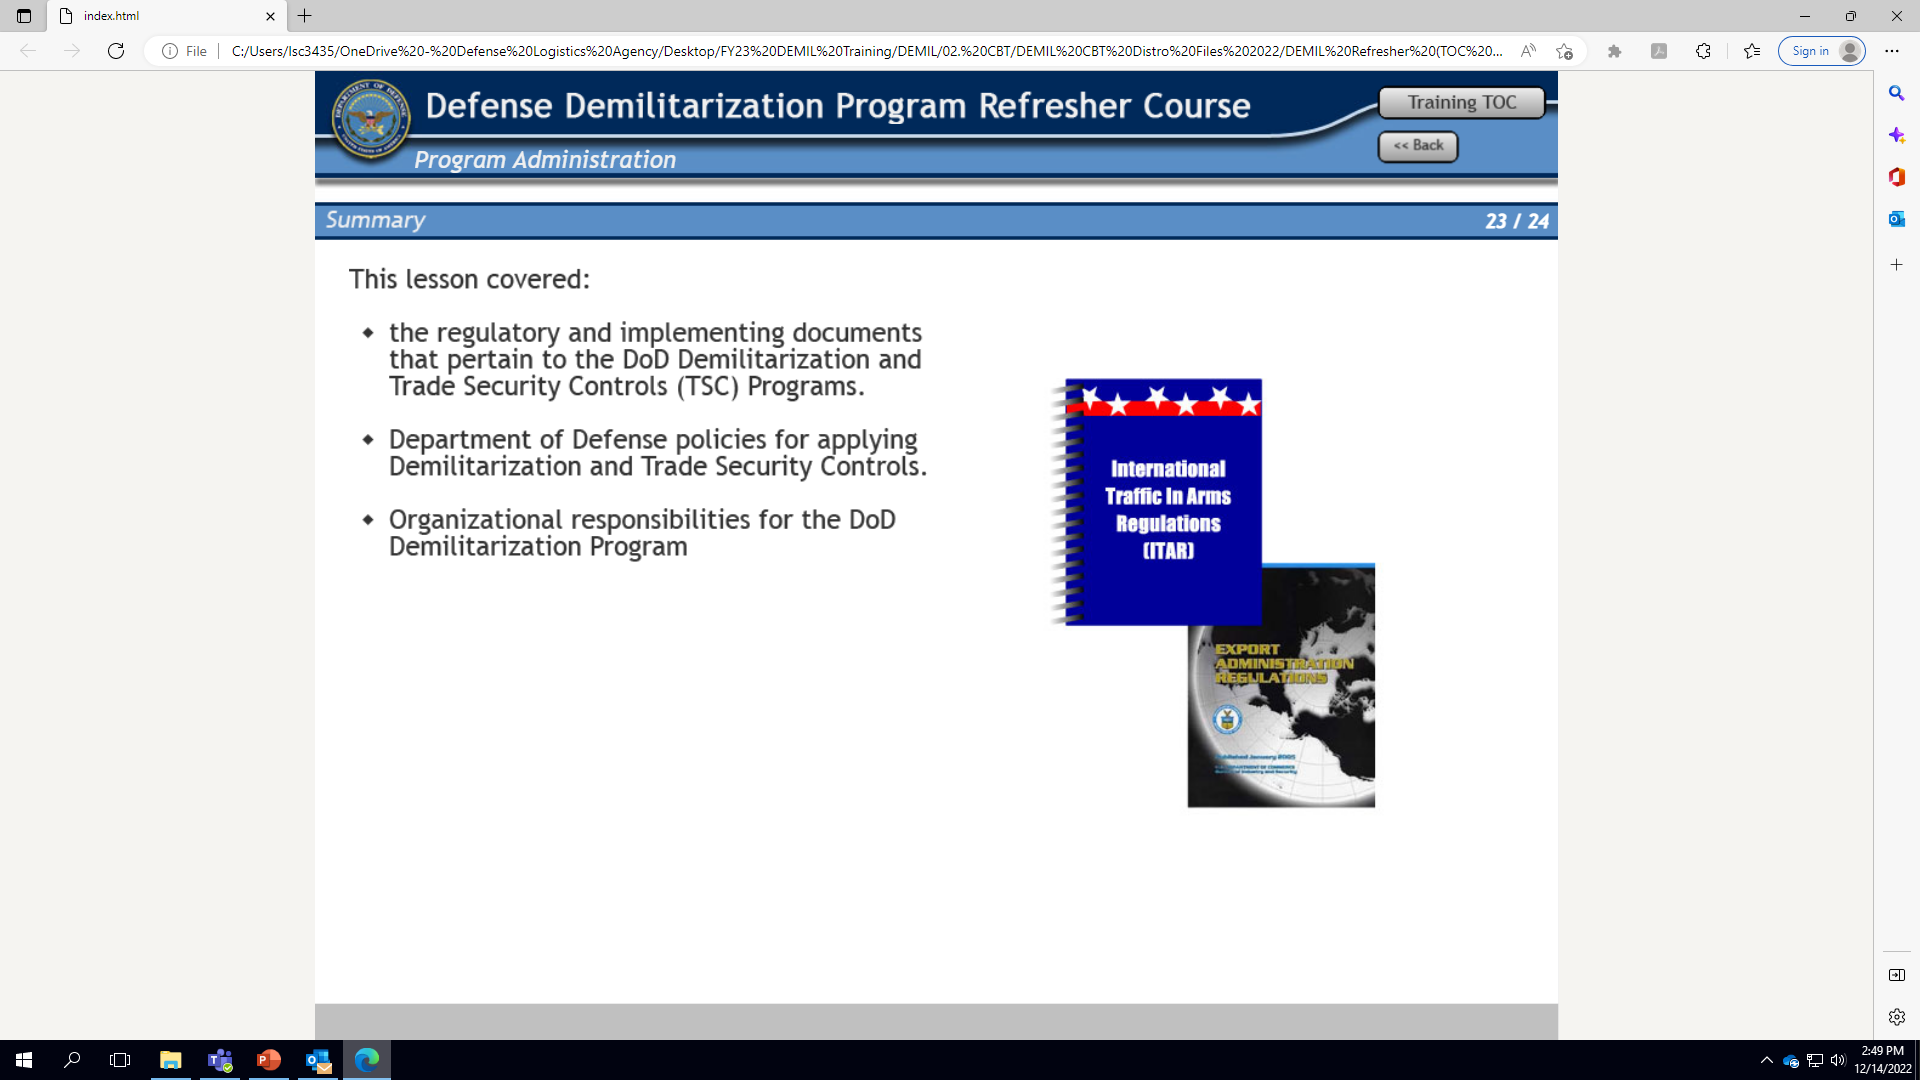 index.html
File
C:/Users/lsc3435/OneDrive%20-%20Defense%20Logistics%20Agency/Desktop/FY23%20DEMIL%20Training/DEMIL/02.%20CBT/DEMIL%20CBT%20Distro%20Files%202022/DEMIL%20Refresher%20(TOC%20...
Sign in
Defense Demilitarization Program Refresher Course
Training TOC
<< Back
Program Administration
Summary
23 / 24
This lesson covered:
the regulatory and implementing documents
that pertain to the DoD Demilitarization and
Trade Security Controls (TSC) Programs.
Department of Defense policies for applying
Demilitarization and Trade Security Controls.
Organizational responsibilities for the DoD
Demilitarization Program
International
Traffic In Arms
Regulations
(ITAR)
EXPORT
ADMINISTRATION
REGULATIONS
2:49 PM
12/14/2022